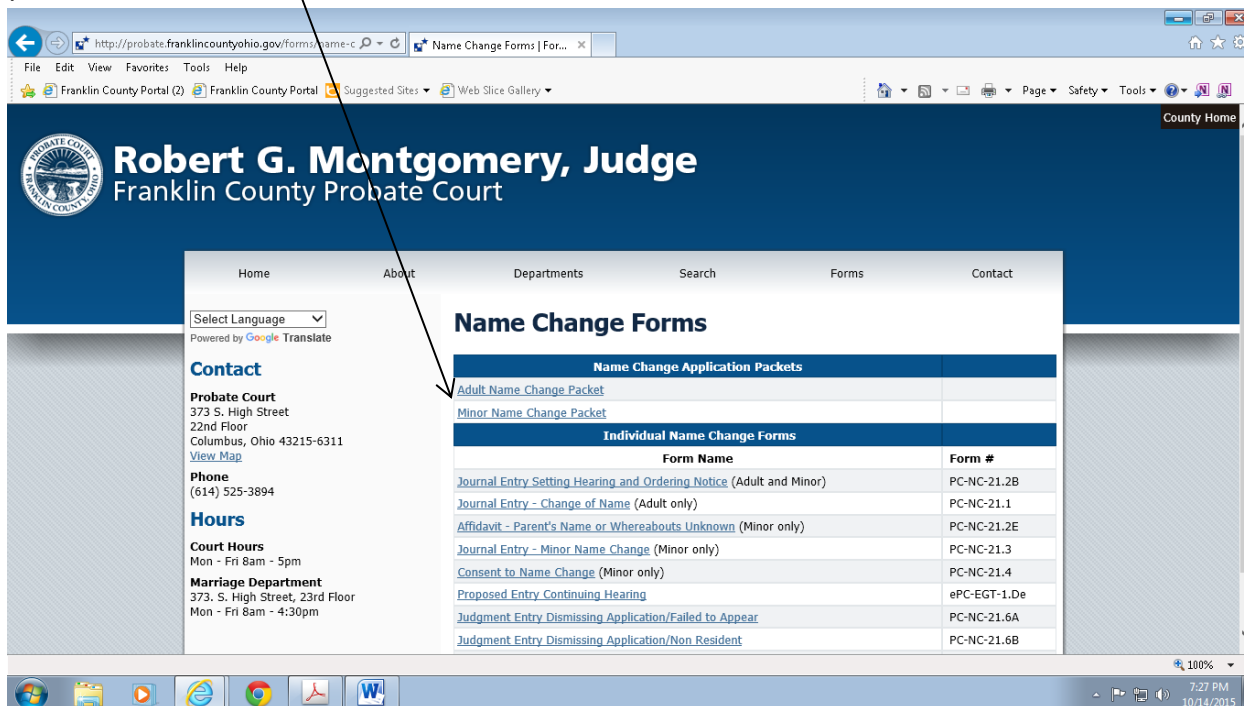 http://probate.franklincountyohio.gov/forms/name-c
Name Change Forms | For...
File Edit View Favorites Tools Help
Franklin County Portal (2) Franklin County Portal Suggested Sites Web Slice Gallery
Page Safety Tools
County Home
PROBATE COURT
FRANKLIN COUNTY, OHIO
Robert G. Montgomery, Judge
Franklin County Probate Court
Home About Departments Search Forms Contact
Select Language
Powered by Google Translate
Contact
Probate Court
373 S. High Street
22nd Floor
Columbus, Ohio 43215-6311
View Map
Phone
(614) 525-3894
Hours
Court Hours
Mon - Fri 8am - 5pm
Marriage Department
373. S. High Street, 23rd Floor
Mon - Fri 8am - 4:30pm
Name Change Forms
Name Change Application Packets
Adult Name Change Packet
Minor Name Change Packet
Individual Name Change Forms
Form Name Form #
Journal Entry Setting Hearing and Ordering Notice (Adult and Minor) PC-NC-21.2B
Journal Entry - Change of Name (Adult only) PC-NC-21.1
Affidavit - Parent's Name or Whereabouts Unknown (Minor only) PC-NC-21.2E
Journal Entry - Minor Name Change (Minor only) PC-NC-21.3
Consent to Name Change (Minor only) PC-NC-21.4
Proposed Entry Continuing Hearing ePC-EGT-1.De
Judgment Entry Dismissing Application/Failed to Appear PC-NC-21.6A
Judgment Entry Dismissing Application/Non Resident PC-NC-21.6B
100%
7:27 PM
10/14/2015